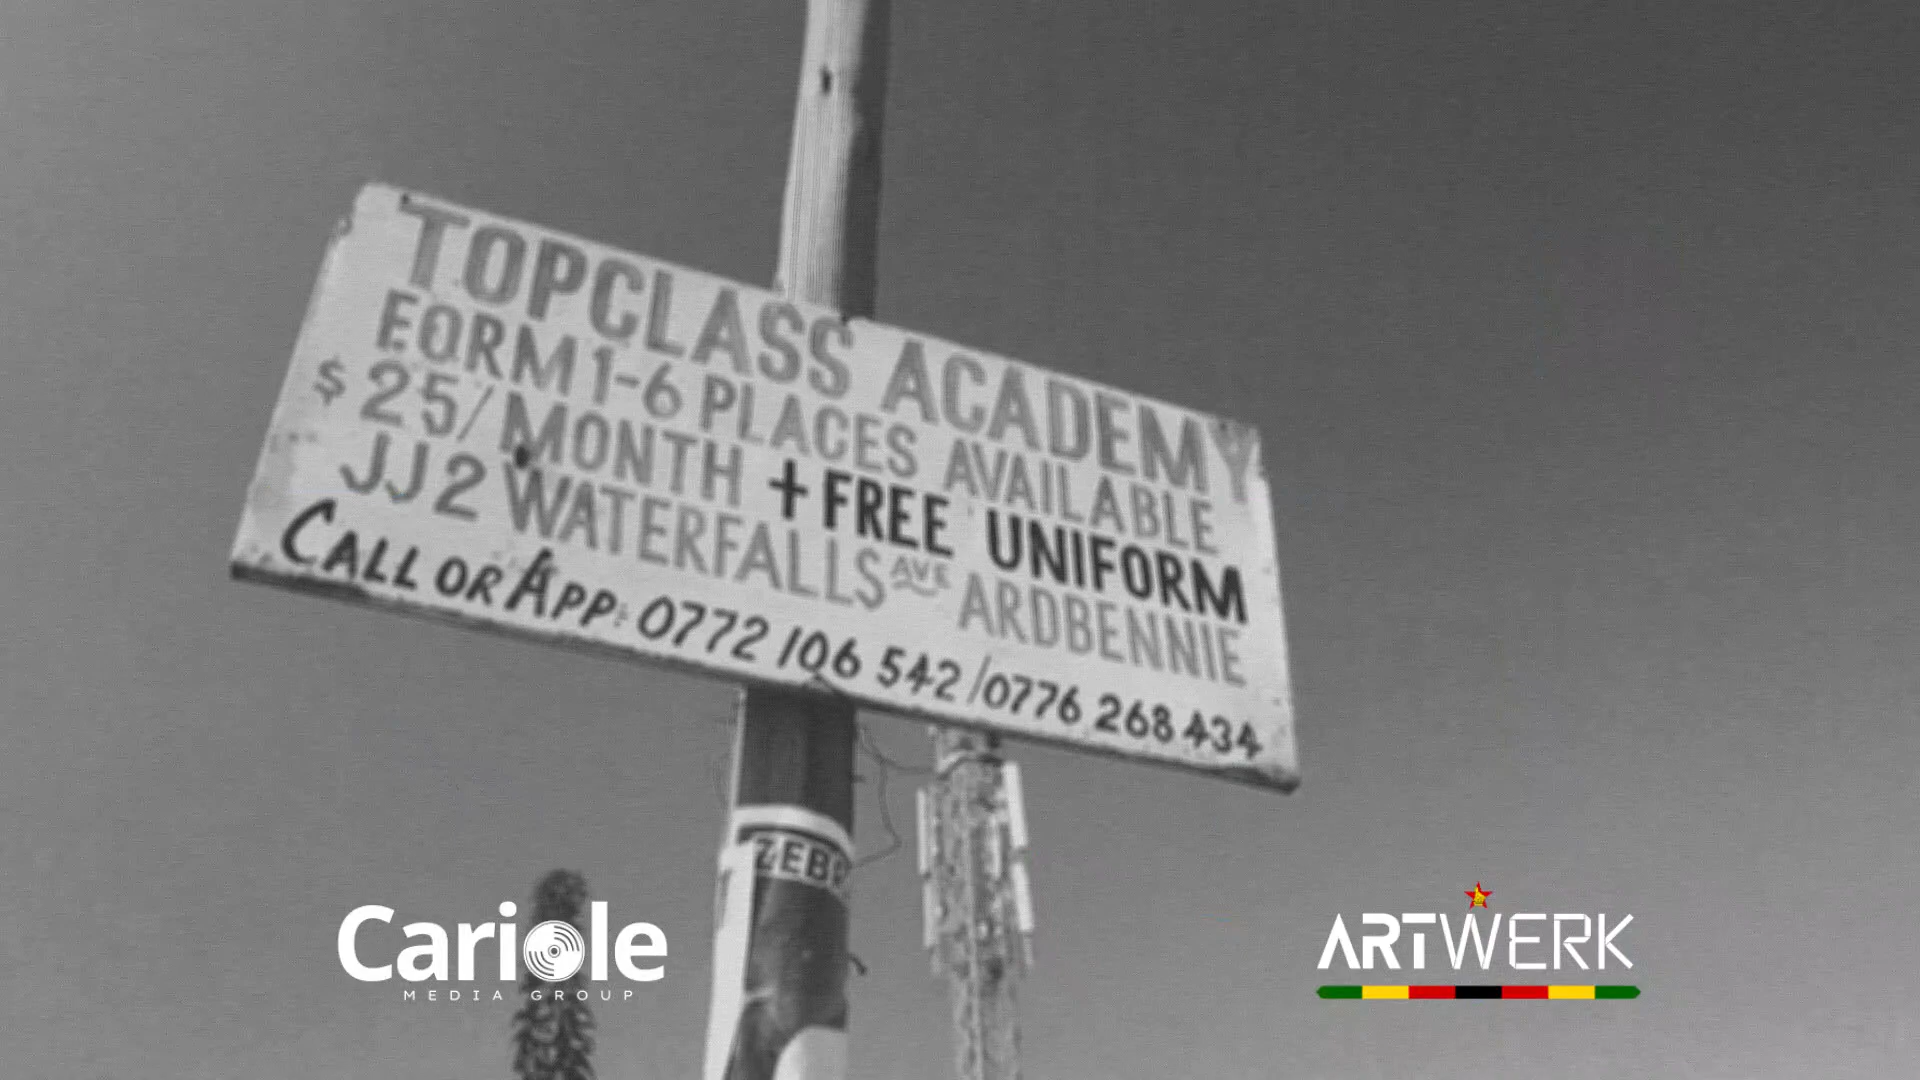 TOPCLASS ACADEMY
FORM 1-6 PLACES AVAILABLE
$25/MONTH + FREE UNIFORM
JJ2 WATERFALLS AVE ARDBENNIE
CALL OR APP: 0772 106 542 / 0776 268 434
ZEBR
Cariole
MEDIA GROUP
ARTWERK